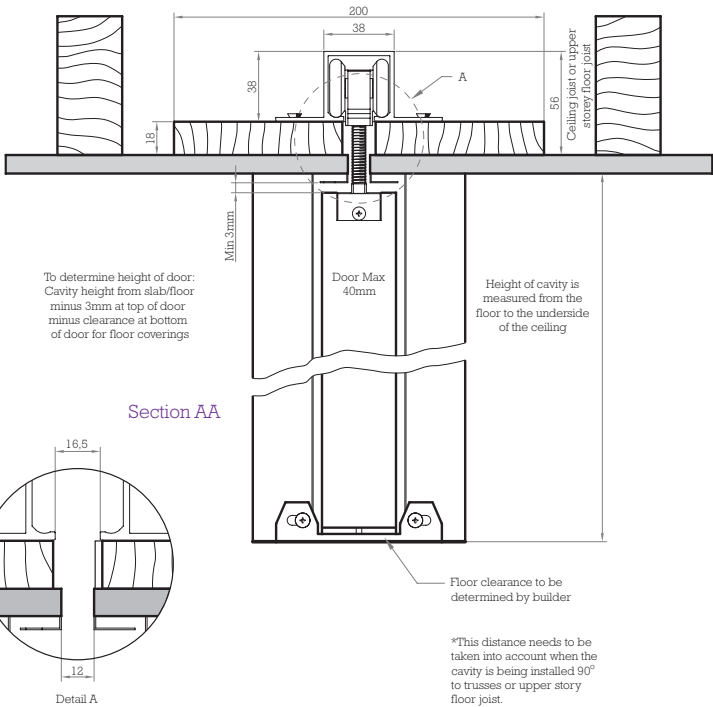 200
38
A
38
56
Ceiling joist or upper
storey floor joist
18
Min 3mm
To determine height of door:
Cavity height from slab/floor
minus 3mm at top of door
minus clearance at bottom
of door for floor coverings
Door Max
40mm
Height of cavity is
measured from the
floor to the underside
of the ceiling
Section AA
16,5
12
Detail A
Floor clearance to be
determined by builder
*This distance needs to be
taken into account when the
cavity is being installed 90°
to trusses or upper story
floor joist.